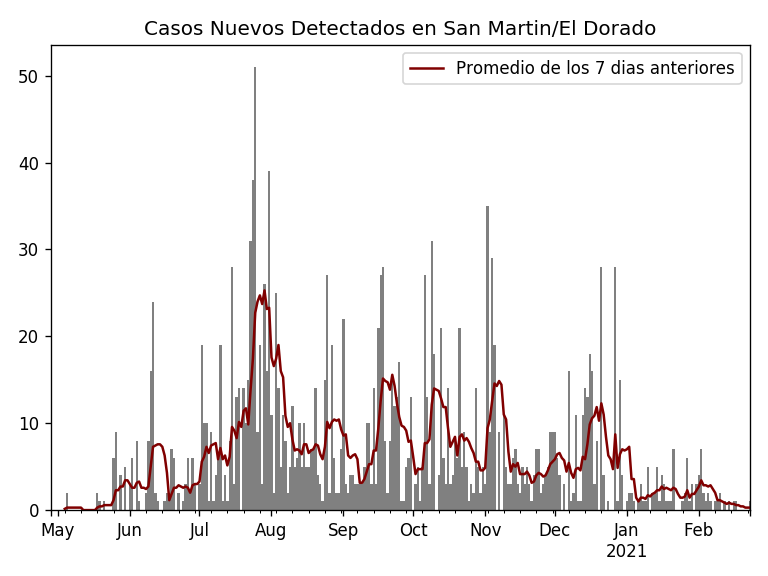 Casos Nuevos Detectados en San Martin/El Dorado
Promedio de los 7 dias anteriores
50
40
30
20
10
0
May Jun Jul Aug Sep Oct Nov Dec Jan Feb
2021